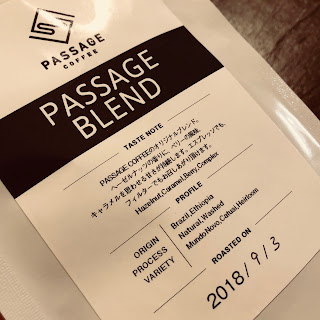 PASSAGE
COFFEE
PASSAGE
BLEND
TASTE NOTE
PASSAGE COFFEEのオリジナルブレンド。
ヘーゼルナッツの香りに、ベリーの風味、
キャラメルを思わせる甘さが持続します。エスプレッソでも、
フィルターでもお召しあがり頂けます。
Hazelnut,Caramel,Berry,Complex
PROFILE
ORIGIN Brazil,Ethiopia
PROCESS Natural,Washed
VARIETY Mundo Novo,Catuai,Heirloom
ROASTED ON
2018/9/3